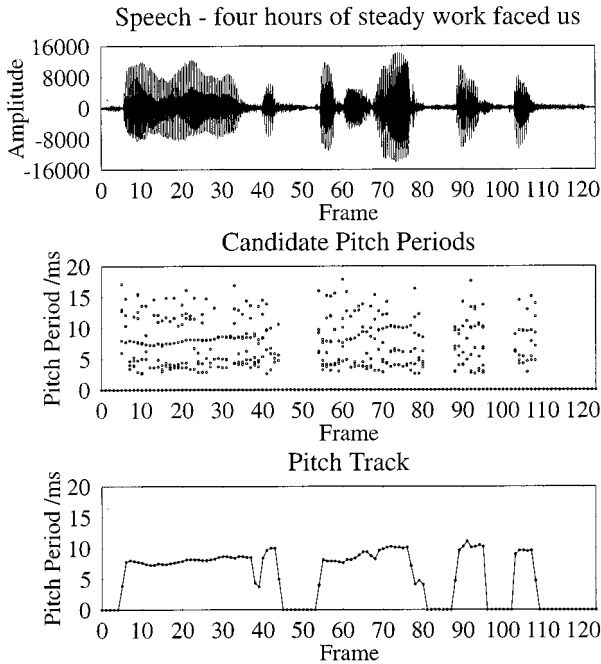 Speech - four hours of steady work faced us
16000
8000
0
-8000
-16000
Amplitude
0 10 20 30 40 50 60 70 80 90 100 110 120
Frame
Candidate Pitch Periods
20
15
10
5
0
Pitch Period /ms
0 10 20 30 40 50 60 70 80 90 100 110 120
Frame
Pitch Track
20
15
10
5
0
Pitch Period /ms
0 10 20 30 40 50 60 70 80 90 100 110 120
Frame